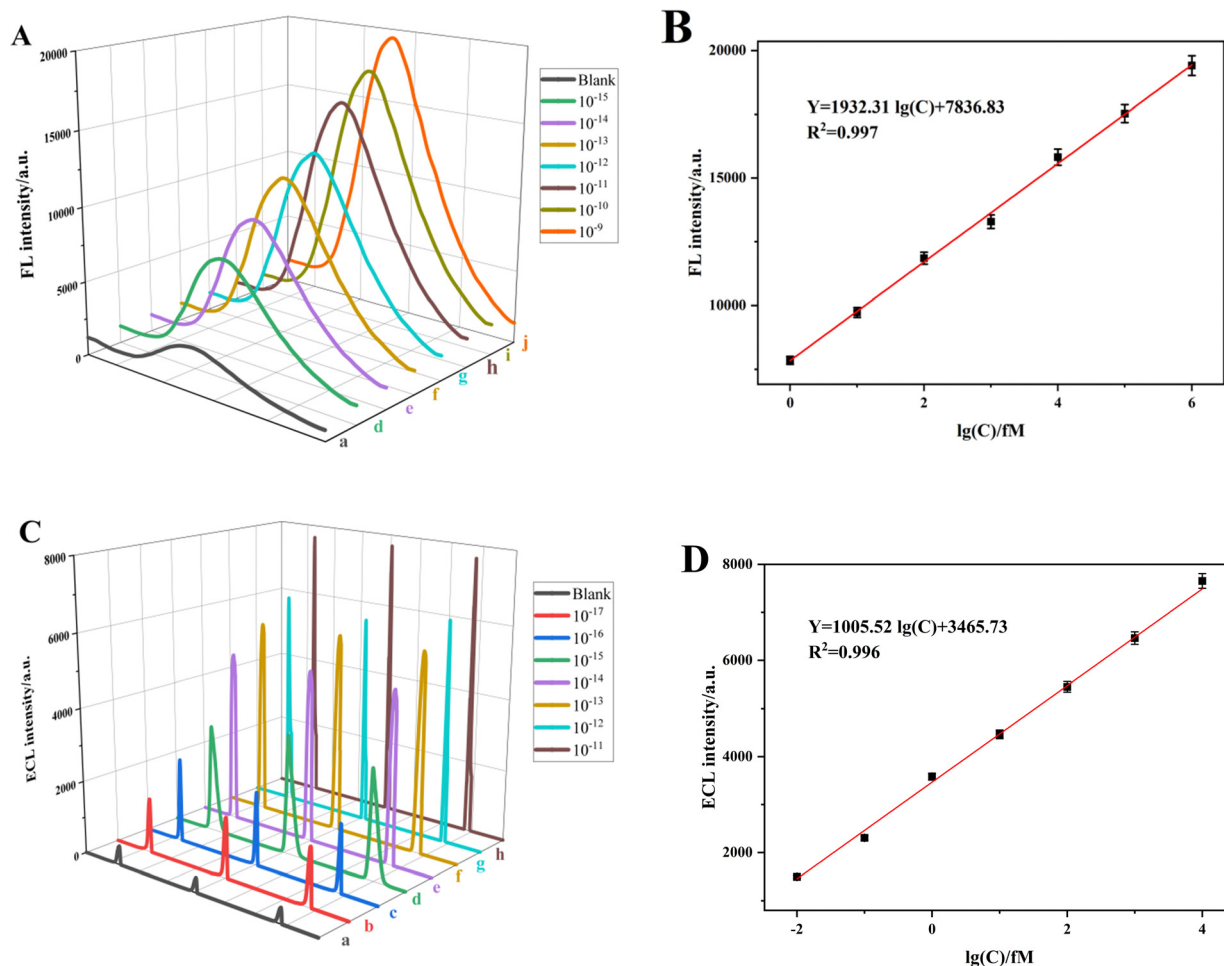 A
20000
15000
10000
5000
0
FL intensity/a.u.
Blank
10⁻¹⁵
10⁻¹⁴
10⁻¹³
10⁻¹²
10⁻¹¹
10⁻¹⁰
10⁻⁹
a
d
e
f
g
h
i
j
B
20000
15000
10000
FL intensity/a.u.
Y=1932.31 lg(C)+7836.83
R²=0.997
0 2 4 6
lg(C)/fM
C
8000
6000
4000
2000
0
ECL intensity/a.u.
Blank
10⁻¹⁷
10⁻¹⁶
10⁻¹⁵
10⁻¹⁴
10⁻¹³
10⁻¹²
10⁻¹¹
a
b
c
d
e
f
g
h
D
8000
6000
4000
2000
ECL intensity/a.u.
Y=1005.52 lg(C)+3465.73
R²=0.996
-2 0 2 4
lg(C)/fM